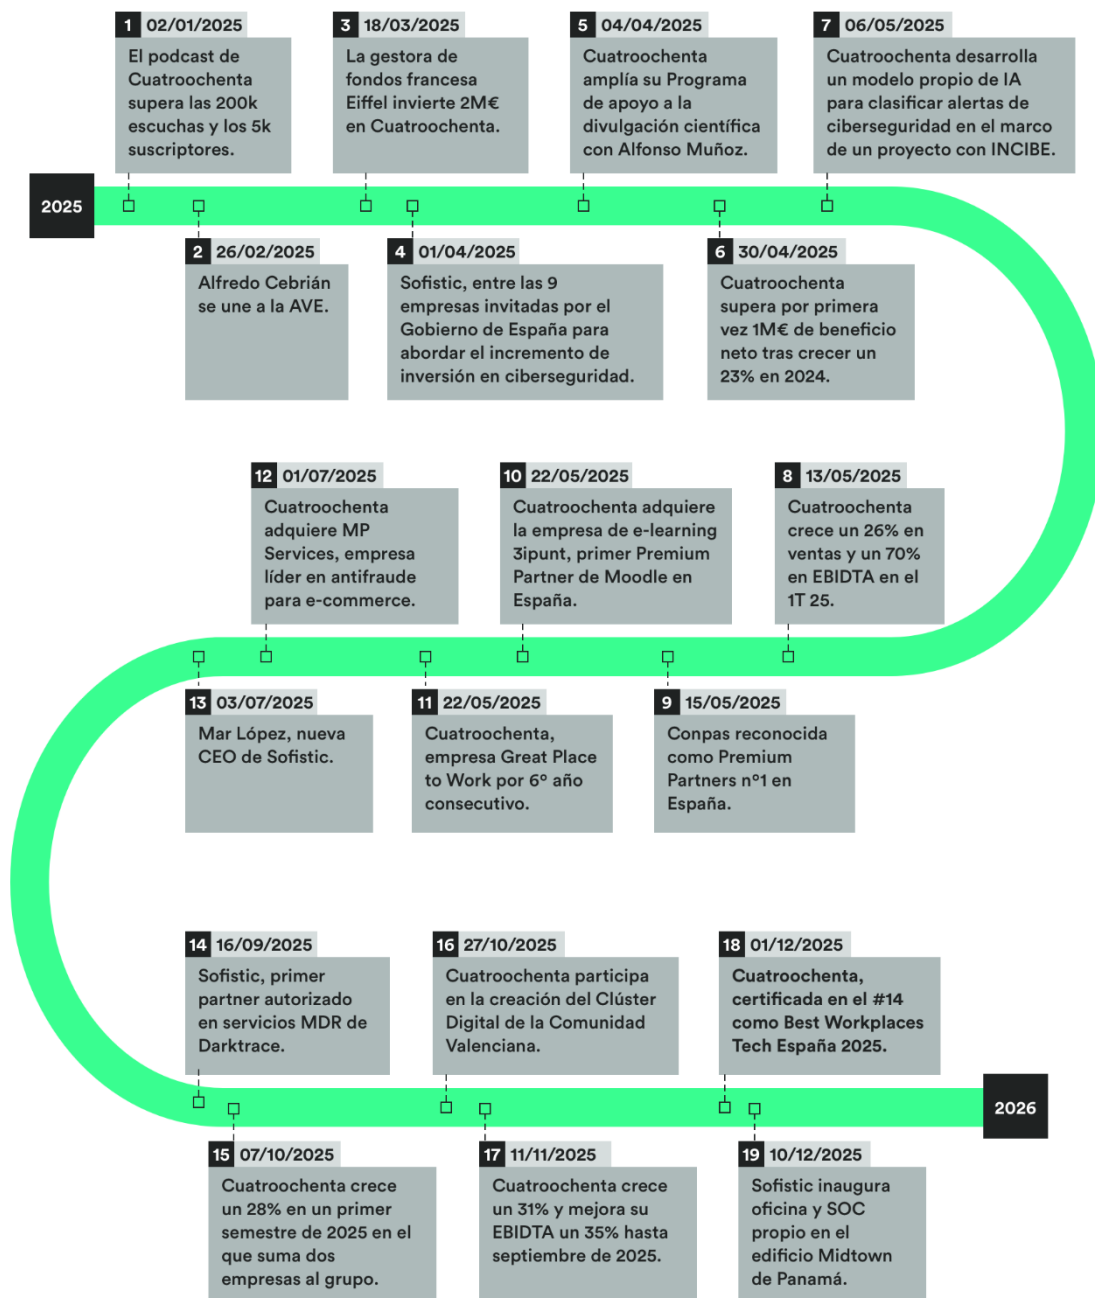 2025
1 02/01/2025
El podcast de
Cuatroochenta
supera las 200k
escuchas y los 5k
suscriptores.
2 26/02/2025
Alfredo Cebrián
se une a la AVE.
3 18/03/2025
La gestora de
fondos francesa
Eiffel invierte 2M€
en Cuatroochenta.
4 01/04/2025
Sofistic, entre las 9
empresas invitadas por el
Gobierno de España para
abordar el incremento de
inversión en ciberseguridad.
5 04/04/2025
Cuatroochenta
amplía su Programa
de apoyo a la
divulgación científica
con Alfonso Muñoz.
6 30/04/2025
Cuatroochenta
supera por primera
vez 1M€ de beneficio
neto tras crecer un
23% en 2024.
7 06/05/2025
Cuatroochenta desarrolla
un modelo propio de IA
para clasificar alertas de
ciberseguridad en el marco
de un proyecto con INCIBE.
8 13/05/2025
Cuatroochenta
crece un 26% en
ventas y un 70%
en EBIDTA en el
1T 25.
9 15/05/2025
Conpas reconocida
como Premium
Partners nº1 en
España.
10 22/05/2025
Cuatroochenta adquiere
la empresa de e-learning
3ipunt, primer Premium
Partner de Moodle en
España.
11 22/05/2025
Cuatroochenta,
empresa Great Place
to Work por 6º año
consecutivo.
12 01/07/2025
Cuatroochenta
adquiere MP
Services, empresa
líder en antifraude
para e-commerce.
13 03/07/2025
Mar López, nueva
CEO de Sofistic.
14 16/09/2025
Sofistic, primer
partner autorizado
en servicios MDR de
Darktrace.
15 07/10/2025
Cuatroochenta crece
un 28% en un primer
semestre de 2025 en el
que suma dos
empresas al grupo.
16 27/10/2025
Cuatroochenta participa
en la creación del Clúster
Digital de la Comunidad
Valenciana.
17 11/11/2025
Cuatroochenta crece
un 31% y mejora su
EBIDTA un 35% hasta
septiembre de 2025.
18 01/12/2025
Cuatroochenta,
certificada en el #14
como Best Workplaces
Tech España 2025.
19 10/12/2025
Sofistic inaugura
oficina y SOC
propio en el
edificio Midtown
de Panamá.
2026